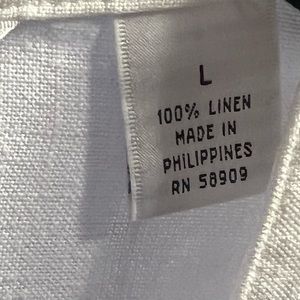 L
100% LINEN
MADE IN
PHILIPPINES
RN 58909